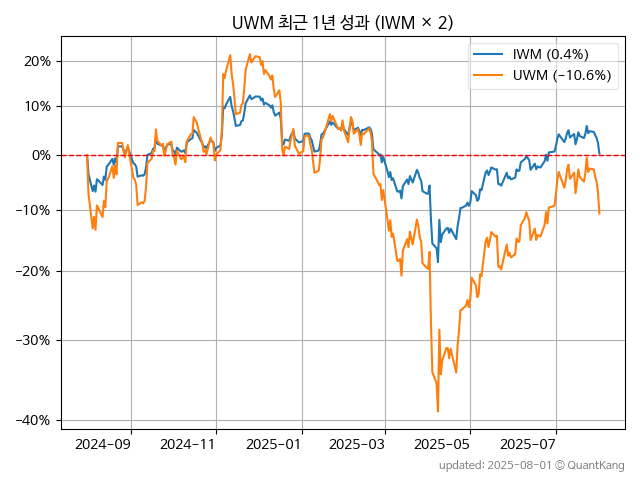 UWM 최근 1년 성과 (IWM × 2)
IWM (0.4%)
UWM (−10.6%)
20%
10%
0%
−10%
−20%
−30%
−40%
2024-09 2024-11 2025-01 2025-03 2025-05 2025-07
updated: 2025-08-01 © QuantKang